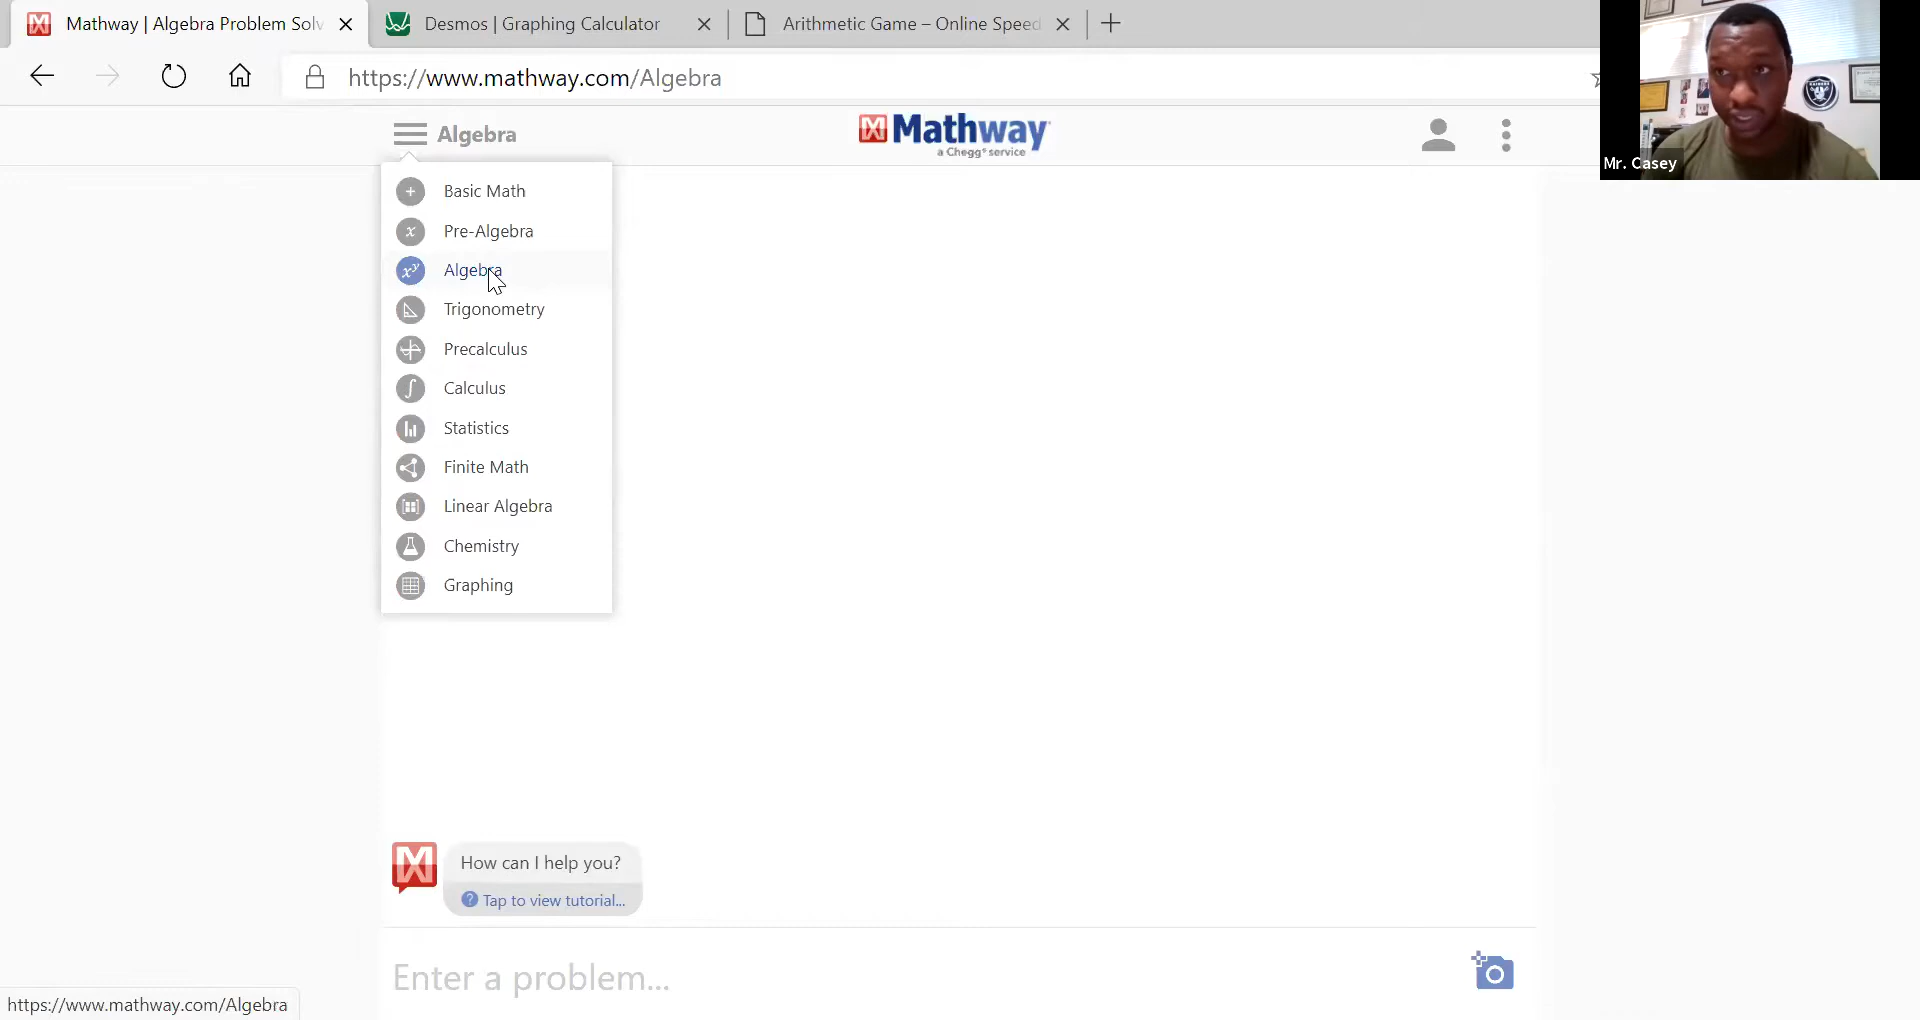 Mathway | Algebra Problem Solv
Desmos | Graphing Calculator
Arithmetic Game – Online Speed
https://www.mathway.com/Algebra
Algebra
Mathway
a Chegg® service
RAIDERS
Mr. Casey
+ Basic Math
x Pre-Algebra
xʸ Algebra
Trigonometry
Precalculus
∫ Calculus
Statistics
Finite Math
Linear Algebra
Chemistry
Graphing
How can I help you?
? Tap to view tutorial...
Enter a problem...
https://www.mathway.com/Algebra